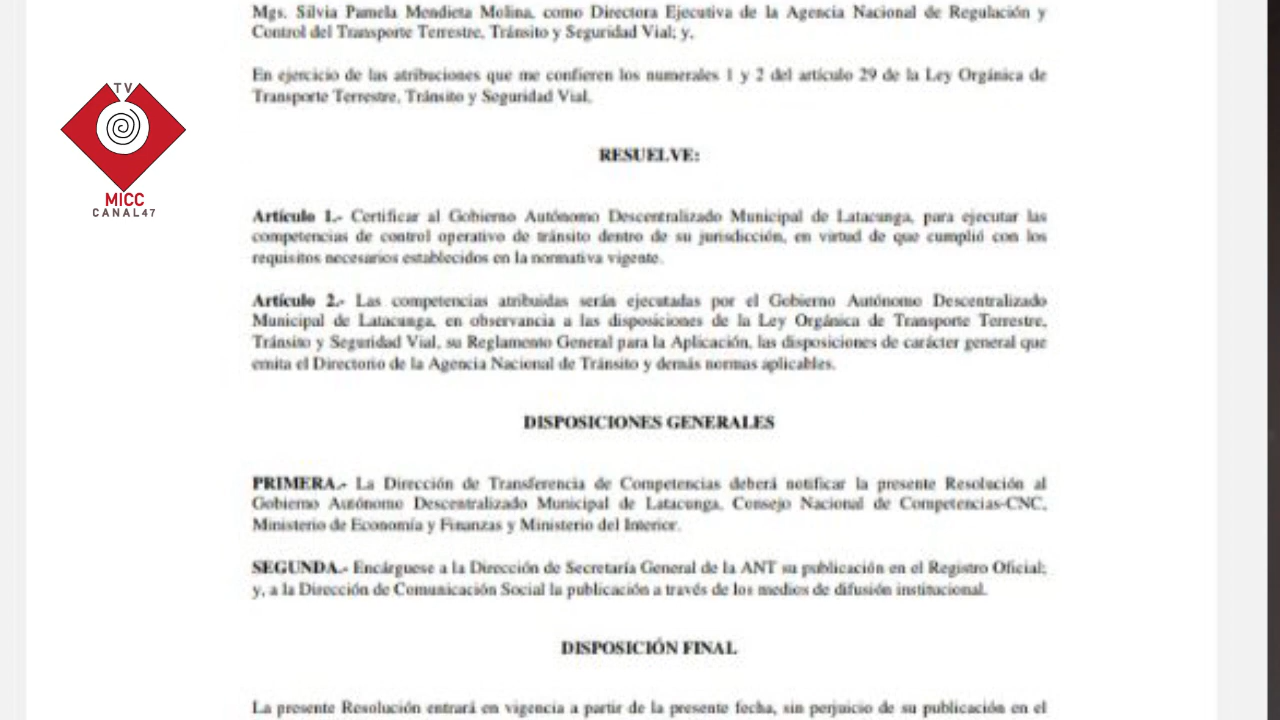 Mgs. Silvia Pamela Mendieta Molina, como Directora Ejecutiva de la Agencia Nacional de Regulación y
Control del Transporte Terrestre, Tránsito y Seguridad Vial; y,
En ejercicio de las atribuciones que me confieren los numerales 1 y 2 del artículo 29 de la Ley Orgánica de
Transporte Terrestre, Tránsito y Seguridad Vial,
TV
MICC
CANAL47
RESUELVE:
Artículo 1.- Certificar al Gobierno Autónomo Descentralizado Municipal de Latacunga, para ejecutar las
competencias de control operativo de tránsito dentro de su jurisdicción, en virtud de que cumplió con los
requisitos necesarios establecidos en la normativa vigente.
Artículo 2.- Las competencias atribuidas serán ejecutadas por el Gobierno Autónomo Descentralizado
Municipal de Latacunga, en observancia a las disposiciones de la Ley Orgánica de Transporte Terrestre,
Tránsito y Seguridad Vial, su Reglamento General para la Aplicación, las disposiciones de carácter general que
emita el Directorio de la Agencia Nacional de Tránsito y demás normas aplicables.
DISPOSICIONES GENERALES
PRIMERA.- La Dirección de Transferencia de Competencias deberá notificar la presente Resolución al
Gobierno Autónomo Descentralizado Municipal de Latacunga, Consejo Nacional de Competencias-CNC,
Ministerio de Economía y Finanzas y Ministerio del Interior.
SEGUNDA.- Encárguese a la Dirección de Secretaría General de la ANT su publicación en el Registro Oficial;
y, a la Dirección de Comunicación Social la publicación a través de los medios de difusión institucional.
DISPOSICIÓN FINAL
La presente Resolución entrará en vigencia a partir de la presente fecha, sin perjuicio de su publicación en el